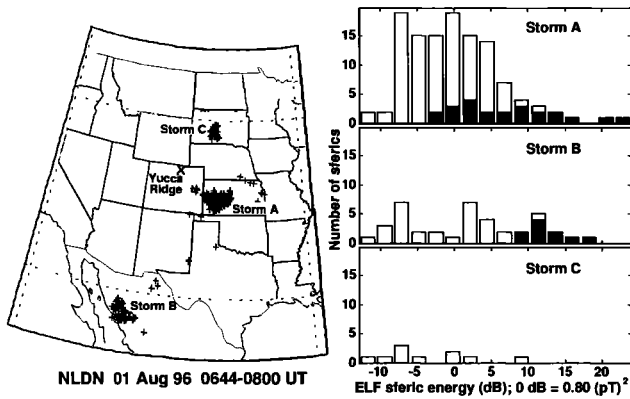 Storm C
Yucca
Ridge
Storm A
Storm B
NLDN 01 Aug 96 0644-0800 UT
Number of sferics
Storm A
15
10
5
0
Storm B
15
10
5
0
Storm C
15
10
5
0
-10 -5 0 5 10 15 20
ELF sferic energy (dB); 0 dB = 0.80 (pT)²